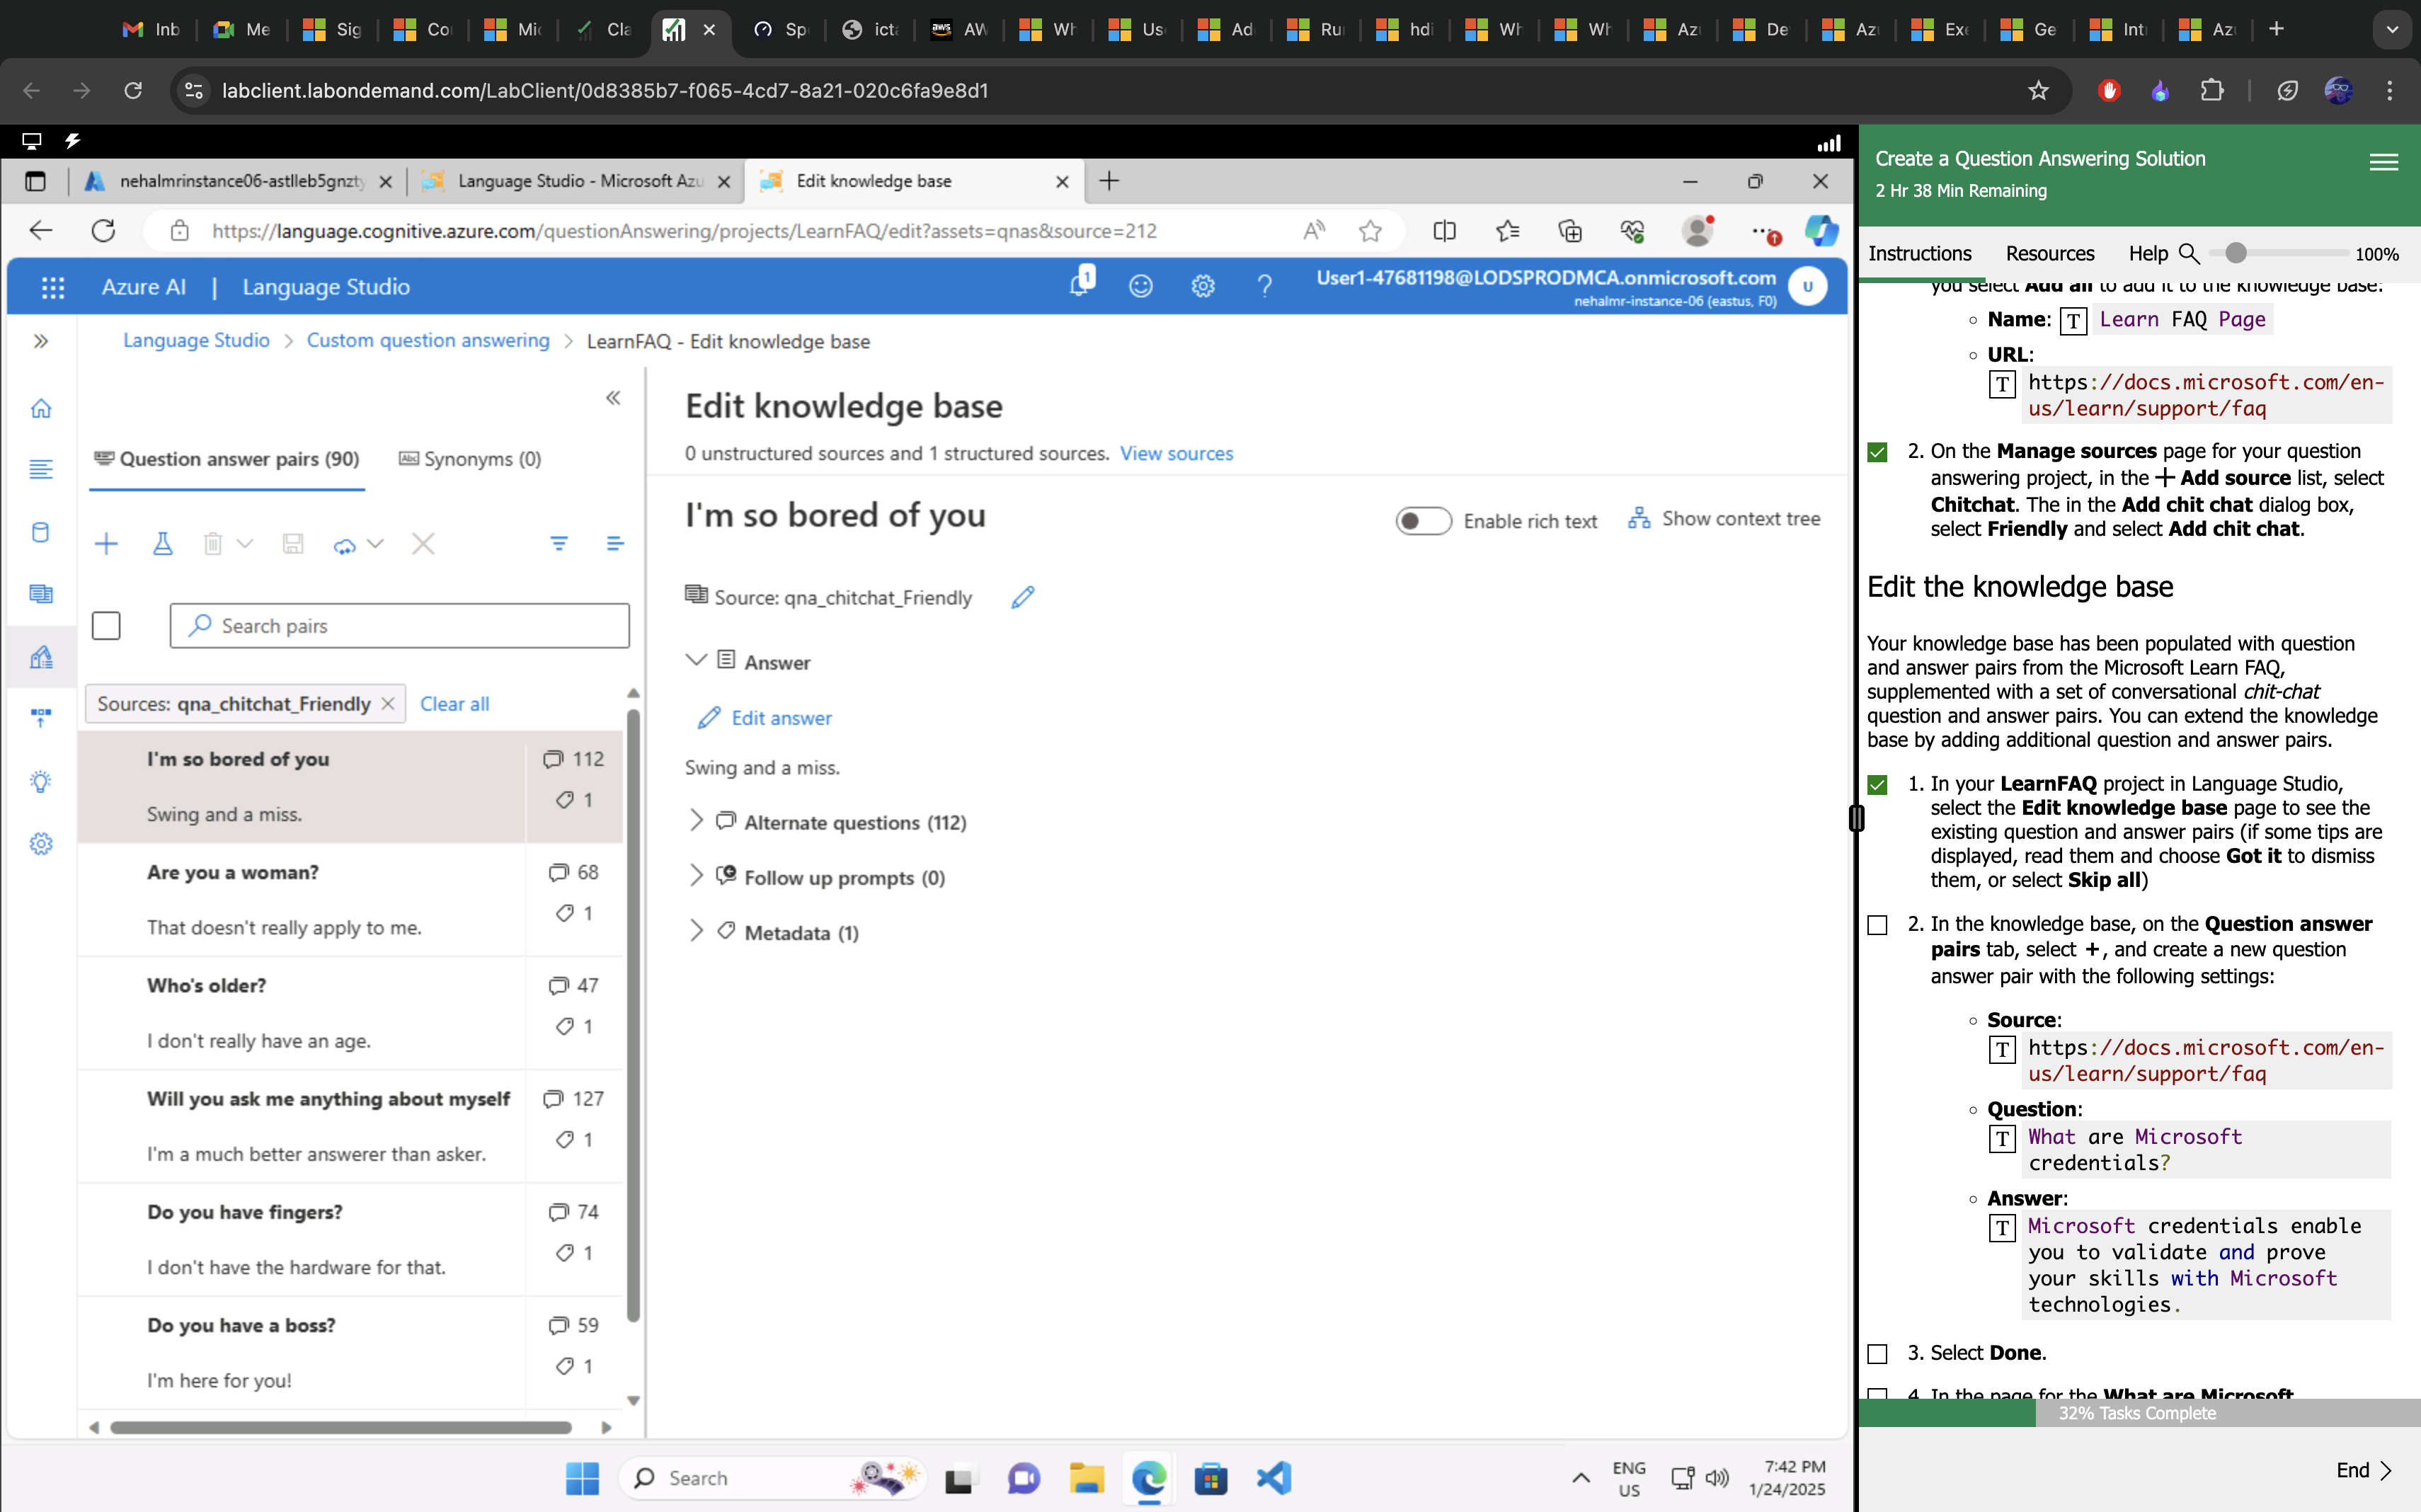 Inb
Me
Sig
Co
Mic
Cla
Sp
icta
AW
Wh
Us
Ad
Ru
hdi
Wh
Wh
Az
De
Az
Exe
Ge
Int
Az
labclient.labondemand.com/LabClient/0d8385b7-f065-4cd7-8a21-020c6fa9e8d1
nehalmrinstance06-astlleb5gnzty
Language Studio - Microsoft Azu
Edit knowledge base
https://language.cognitive.azure.com/questionAnswering/projects/LearnFAQ/edit?assets=qnas&source=212
Azure AI | Language Studio
1
User1-47681198@LODSPRODMCA.onmicrosoft.com
nehalmr-instance-06 (eastus, F0)
U
Language Studio > Custom question answering > LearnFAQ - Edit knowledge base
Question answer pairs (90)
Synonyms (0)
Search pairs
Sources: qna_chitchat_Friendly
Clear all
I'm so bored of you
112
1
Swing and a miss.
Are you a woman?
68
1
That doesn't really apply to me.
Who's older?
47
1
I don't really have an age.
Will you ask me anything about myself
127
1
I'm a much better answerer than asker.
Do you have fingers?
74
1
I don't have the hardware for that.
Do you have a boss?
59
1
I'm here for you!
Edit knowledge base
0 unstructured sources and 1 structured sources. View sources
I'm so bored of you
Enable rich text
Show context tree
Source: qna_chitchat_Friendly
Answer
Edit answer
Swing and a miss.
Alternate questions (112)
Follow up prompts (0)
Metadata (1)
Search
ENG
US
7:42 PM
1/24/2025
Create a Question Answering Solution
2 Hr 38 Min Remaining
Instructions
Resources
Help
100%
you select Add all to add it to the knowledge base:
Name: T Learn FAQ Page
URL:
T https://docs.microsoft.com/en-
us/learn/support/faq
2. On the Manage sources page for your question
answering project, in the + Add source list, select
Chitchat. The in the Add chit chat dialog box,
select Friendly and select Add chit chat.
Edit the knowledge base
Your knowledge base has been populated with question
and answer pairs from the Microsoft Learn FAQ,
supplemented with a set of conversational chit-chat
question and answer pairs. You can extend the knowledge
base by adding additional question and answer pairs.
1. In your LearnFAQ project in Language Studio,
select the Edit knowledge base page to see the
existing question and answer pairs (if some tips are
displayed, read them and choose Got it to dismiss
them, or select Skip all)
2. In the knowledge base, on the Question answer
pairs tab, select +, and create a new question
answer pair with the following settings:
Source:
T https://docs.microsoft.com/en-
us/learn/support/faq
Question:
T What are Microsoft
credentials?
Answer:
T Microsoft credentials enable
you to validate and prove
your skills with Microsoft
technologies.
3. Select Done.
4. In the page for the What are Microsoft
32% Tasks Complete
End